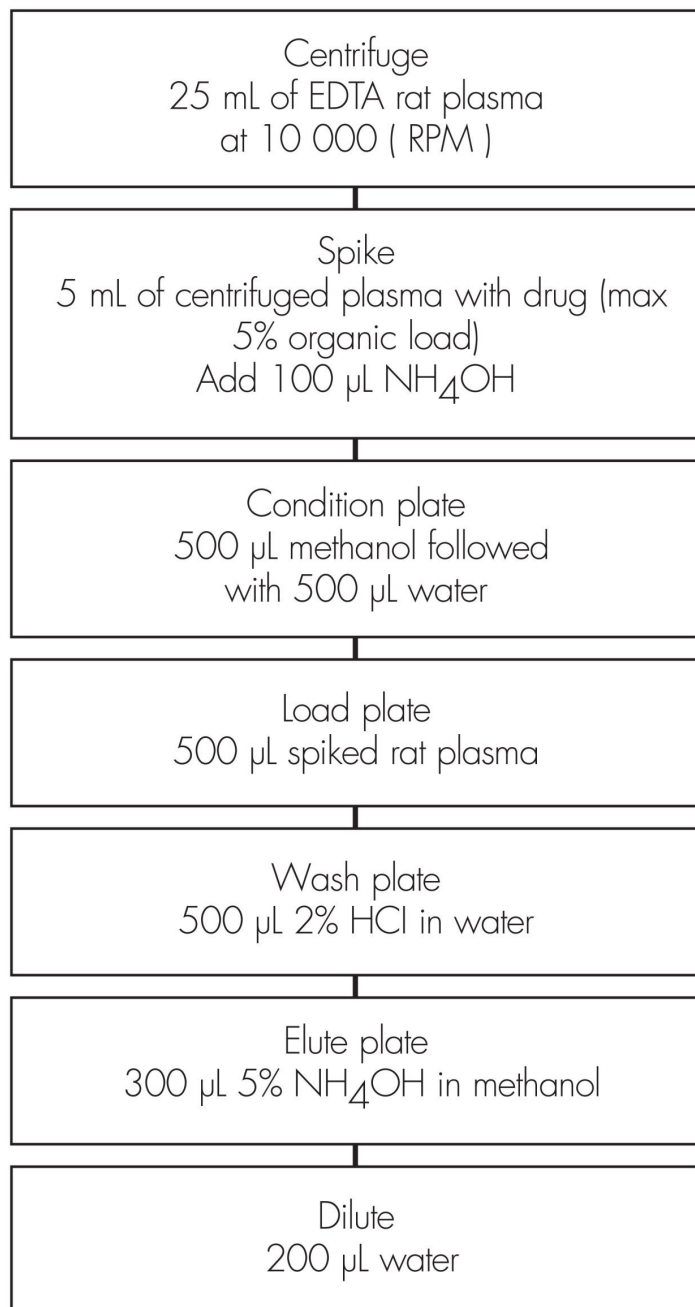 Centrifuge
25 mL of EDTA rat plasma
at 10 000 ( RPM )
Spike
5 mL of centrifuged plasma with drug (max
5% organic load)
Add 100 µL NH₄OH
Condition plate
500 µL methanol followed
with 500 µL water
Load plate
500 µL spiked rat plasma
Wash plate
500 µL 2% HCl in water
Elute plate
300 µL 5% NH₄OH in methanol
Dilute
200 µL water